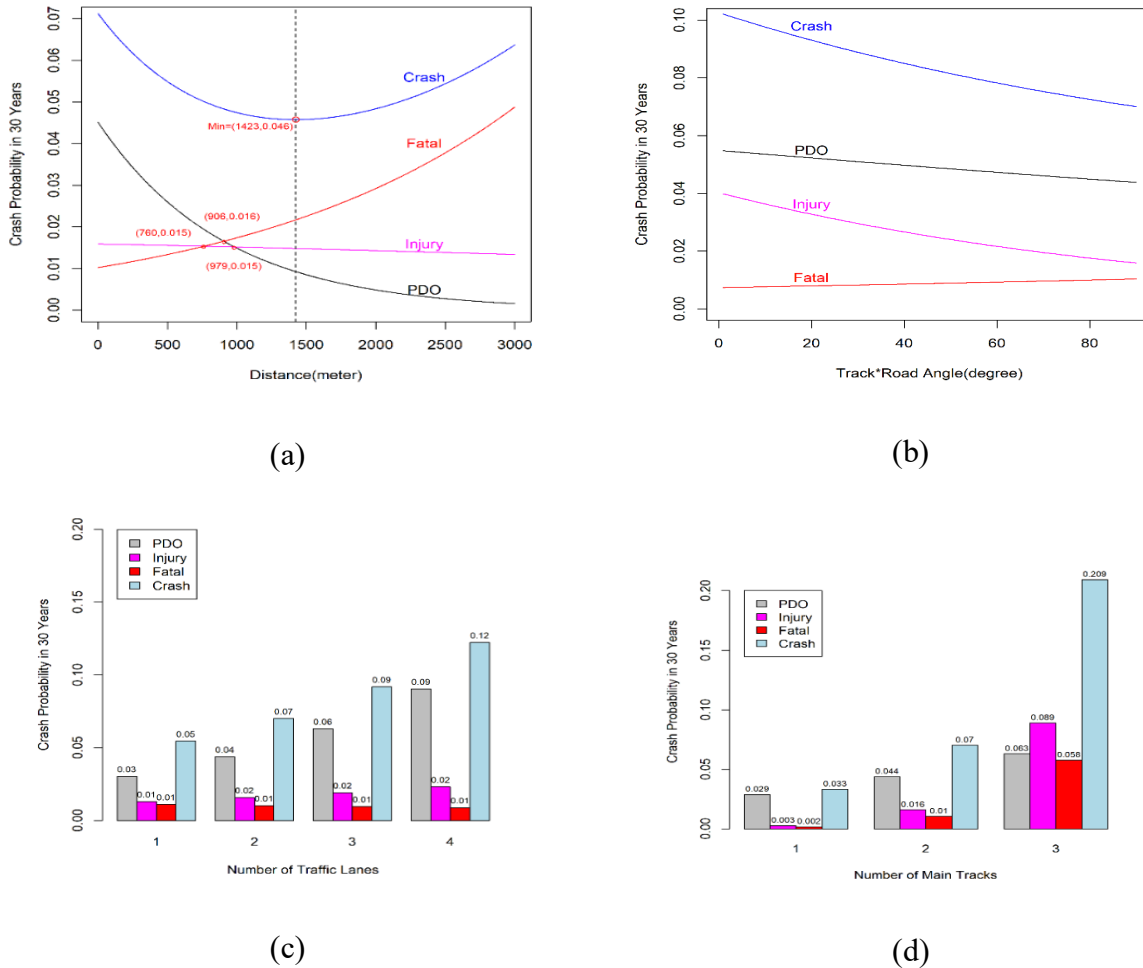 Crash Probability in 30 Years
0.00 0.01 0.02 0.03 0.04 0.05 0.06 0.07
Crash
Min=(1423,0.046)
Fatal
(906,0.016)
(760,0.015)
Injury
(979,0.015)
PDO
0 500 1000 1500 2000 2500 3000
Distance(meter)
(a)
Crash Probability in 30 Years
0.00 0.02 0.04 0.06 0.08 0.10
Crash
PDO
Injury
Fatal
0 20 40 60 80
Track*Road Angle(degree)
(b)
Crash Probability in 30 Years
0.00 0.05 0.10 0.15 0.20
PDO
Injury
Fatal
Crash
0.03 0.01 0.01 0.05
0.04 0.02 0.01 0.07
0.06 0.02 0.01 0.09
0.09 0.02 0.01 0.12
1 2 3 4
Number of Traffic Lanes
(c)
Crash Probability in 30 Years
0.00 0.05 0.10 0.15 0.20
PDO
Injury
Fatal
Crash
0.029 0.003 0.002 0.033
0.044 0.016 0.01 0.07
0.063 0.089 0.058 0.209
1 2 3
Number of Main Tracks
(d)